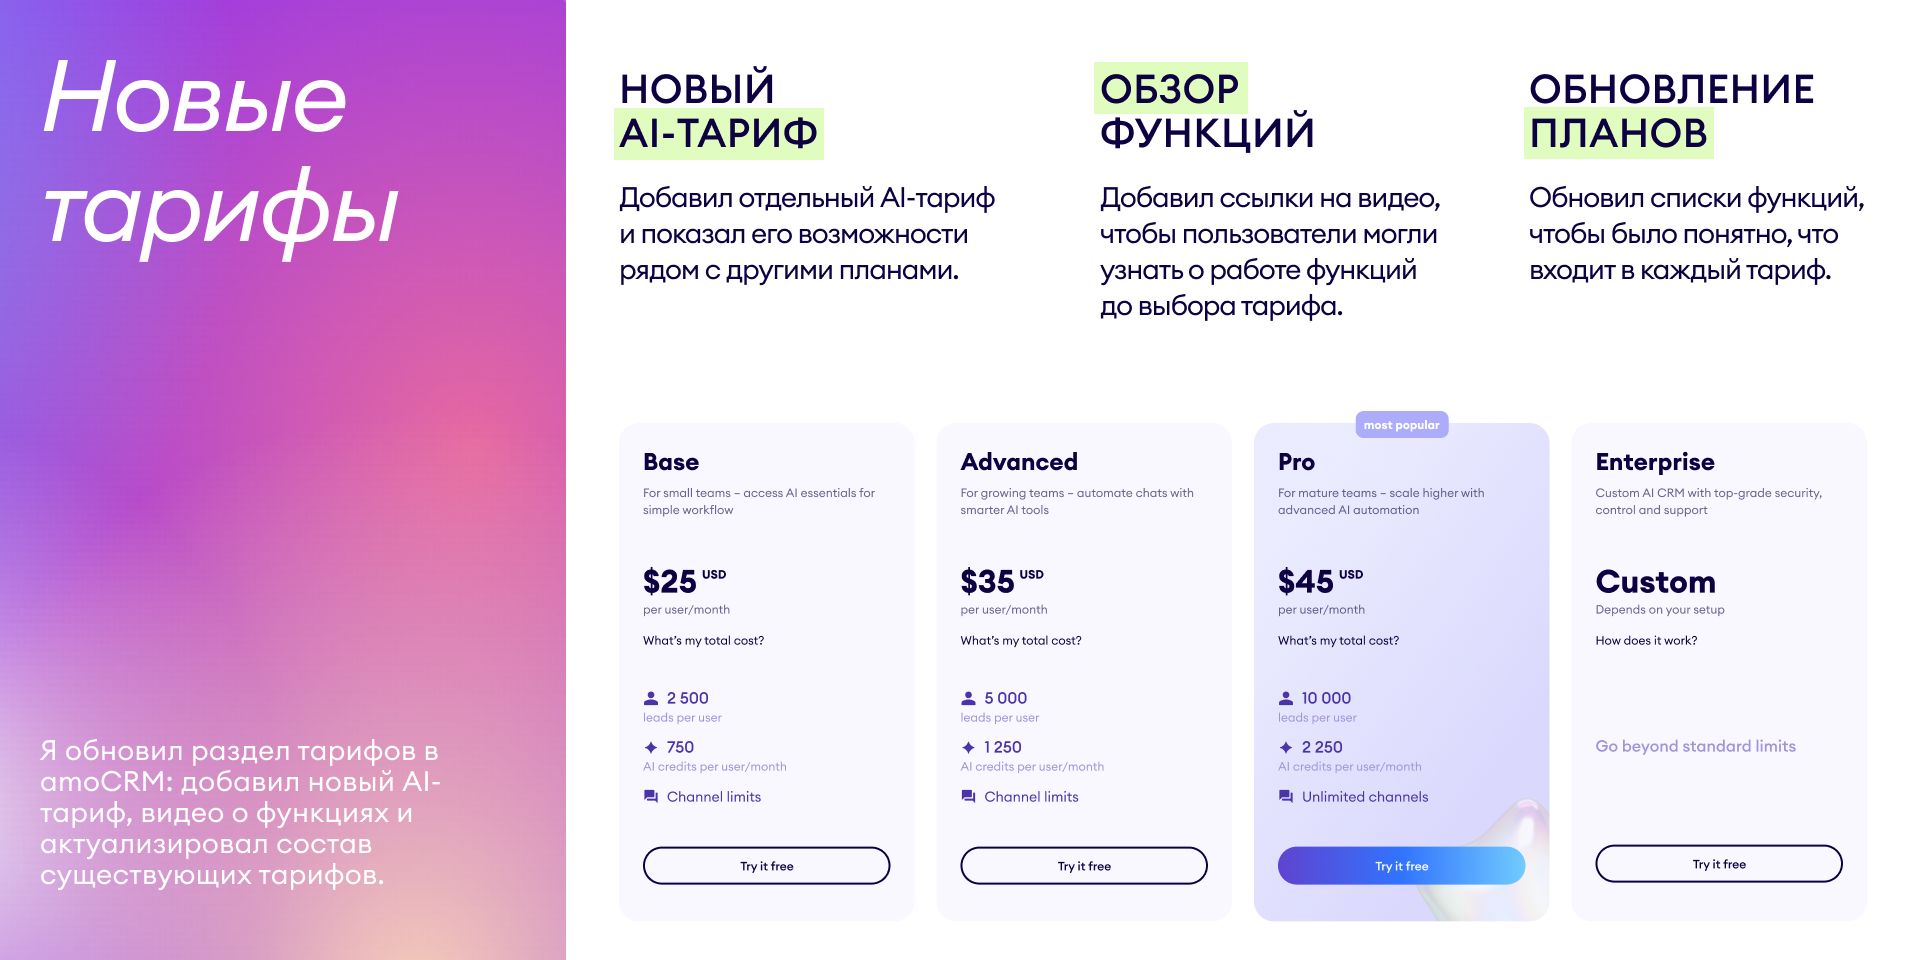 Новые
тарифы
Я обновил раздел тарифов в
amoCRM: добавил новый AI-
тариф, видео о функциях и
актуализировал состав
существующих тарифов.
НОВЫЙ
AI-ТАРИФ
Добавил отдельный AI-тариф
и показал его возможности
рядом с другими планами.
ОБЗОР
ФУНКЦИЙ
Добавил ссылки на видео,
чтобы пользователи могли
узнать о работе функций
до выбора тарифа.
ОБНОВЛЕНИЕ
ПЛАНОВ
Обновил списки функций,
чтобы было понятно, что
входит в каждый тариф.
Base
For small teams – access AI essentials for
simple workflow
$25 USD
per user/month
What's my total cost?
2 500
leads per user
750
AI credits per user/month
Channel limits
Try it free
Advanced
For growing teams – automate chats with
smarter AI tools
$35 USD
per user/month
What's my total cost?
5 000
leads per user
1 250
AI credits per user/month
Channel limits
Try it free
most popular
Pro
For mature teams – scale higher with
advanced AI automation
$45 USD
per user/month
What's my total cost?
10 000
leads per user
2 250
AI credits per user/month
Unlimited channels
Try it free
Enterprise
Custom AI CRM with top-grade security,
control and support
Custom
Depends on your setup
How does it work?
Go beyond standard limits
Try it free